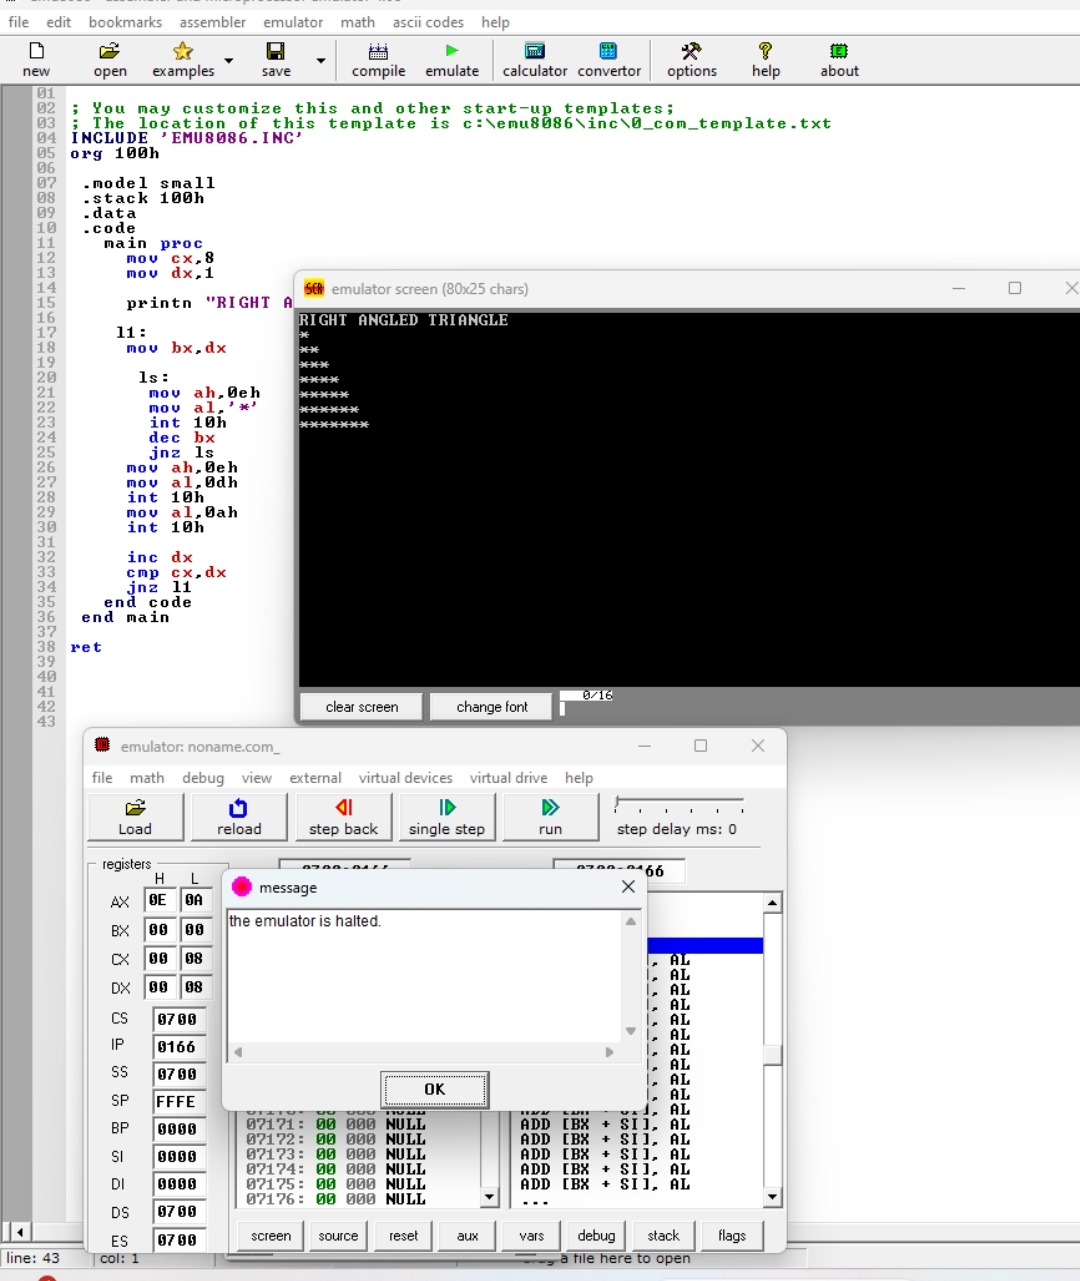 file edit bookmarks assembler emulator math ascii codes help
new open examples save compile emulate calculator convertor options help about
01
02 ; You may customize this and other start-up templates;
03 ; The location of this template is c:\emu8086\inc\0_com_template.txt
04 INCLUDE 'EMU8086.INC'
05 org 100h
06
07 .model small
08 .stack 100h
09 .data
10 .code
11 main proc
12 mov cx,8
13 mov dx,1
14
15 printn "RIGHT A
16
17 l1:
18 mov bx,dx
19
20 ls:
21 mov ah,0eh
22 mov al,'*'
23 int 10h
24 dec bx
25 jnz ls
26 mov ah,0eh
27 mov al,0dh
28 int 10h
29 mov al,0ah
30 int 10h
31
32 inc dx
33 cmp cx,dx
34 jnz l1
35 end code
36 end main
37
38 ret
39
40
41
42
43
emulator screen (80x25 chars)
RIGHT ANGLED TRIANGLE
*
**
***
****
*****
******
*******
clear screen change font 0/16
emulator: noname.com_
file math debug view external virtual devices virtual drive help
Load reload step back single step run step delay ms: 0
registers
H L
AX 0E 0A
BX 00 00
CX 00 08
DX 00 08
CS 0700
IP 0166
SS 0700
SP FFFE
BP 0000
SI 0000
DI 0000
DS 0700
ES 0700
message
the emulator is halted.
OK
, AL
, AL
, AL
, AL
, AL
, AL
, AL
, AL
, AL
, AL
07171: 00 000 NULL ADD [BX + SI], AL
07172: 00 000 NULL ADD [BX + SI], AL
07173: 00 000 NULL ADD [BX + SI], AL
07174: 00 000 NULL ADD [BX + SI], AL
07175: 00 000 NULL ADD [BX + SI], AL
07176: 00 000 NULL ...
screen source reset aux vars debug stack flags
line: 43 col: 1 a file here to open